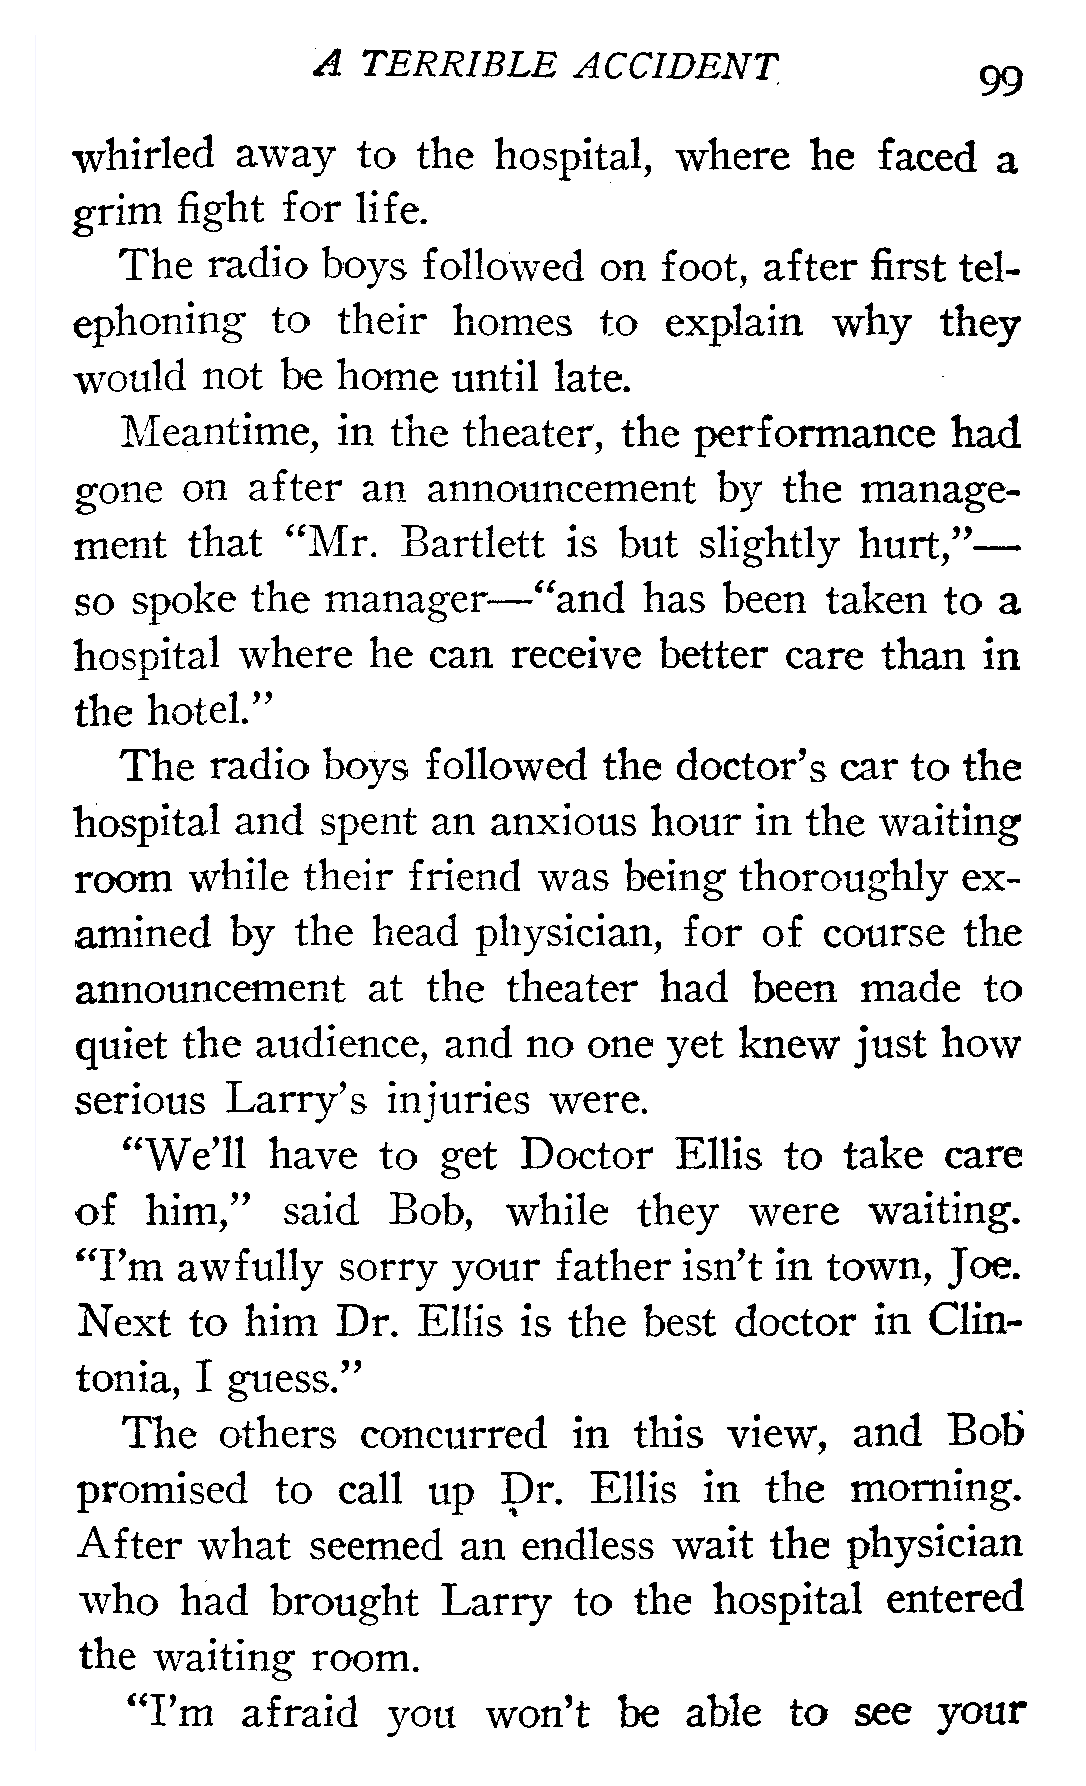 A TERRIBLE ACCIDENT 99
whirled away to the hospital, where he faced a
grim fight for life.
The radio boys followed on foot, after first tel-
ephoning to their homes to explain why they
would not be home until late.
Meantime, in the theater, the performance had
gone on after an announcement by the manage-
ment that “Mr. Bartlett is but slightly hurt,”—
so spoke the manager—“and has been taken to a
hospital where he can receive better care than in
the hotel.”
The radio boys followed the doctor’s car to the
hospital and spent an anxious hour in the waiting
room while their friend was being thoroughly ex-
amined by the head physician, for of course the
announcement at the theater had been made to
quiet the audience, and no one yet knew just how
serious Larry’s injuries were.
“We’ll have to get Doctor Ellis to take care
of him,” said Bob, while they were waiting.
“I’m awfully sorry your father isn’t in town, Joe.
Next to him Dr. Ellis is the best doctor in Clin-
tonia, I guess.”
The others concurred in this view, and Bob
promised to call up Dr. Ellis in the morning.
After what seemed an endless wait the physician
who had brought Larry to the hospital entered
the waiting room.
“I’m afraid you won’t be able to see your